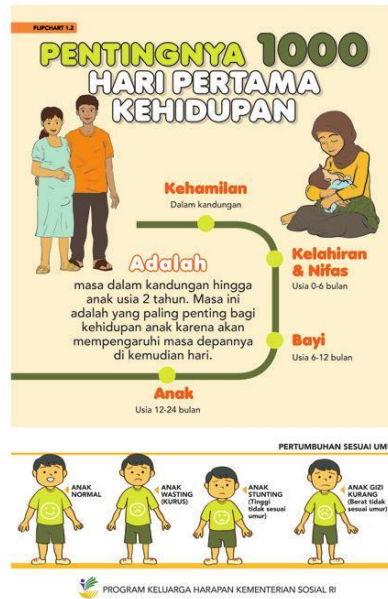 FLIPCHART 1.2
PENTINGNYA 1000
HARI PERTAMA
KEHIDUPAN
Kehamilan
Dalam kandungan
Adalah
masa dalam kandungan hingga
anak usia 2 tahun. Masa ini
adalah yang paling penting bagi
kehidupan anak karena akan
mempengaruhi masa depannya
di kemudian hari.
Kelahiran
& Nifas
Usia 0-6 bulan
Bayi
Usia 6-12 bulan
Anak
Usia 12-24 bulan
PERTUMBUHAN SESUAI UMU
ANAK
NORMAL
ANAK
WASTING
(KURUS)
ANAK
STUNTING
(Tinggi
tidak sesuai
umur)
ANAK GIZI
KURANG
(Berat tidak
sesuai umur)
PROGRAM KELUARGA HARAPAN KEMENTERIAN SOSIAL RI